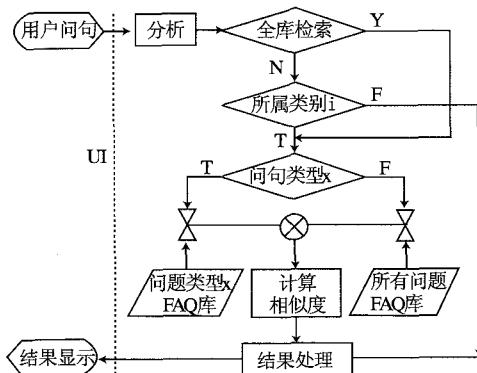 用户问句
分析
全库检索
Y
N
所属类别i
F
T
UI
T
问句类型x
F
问题类型x
FAQ库
计算
相似度
所有问题
FAQ库
结果显示
结果处理